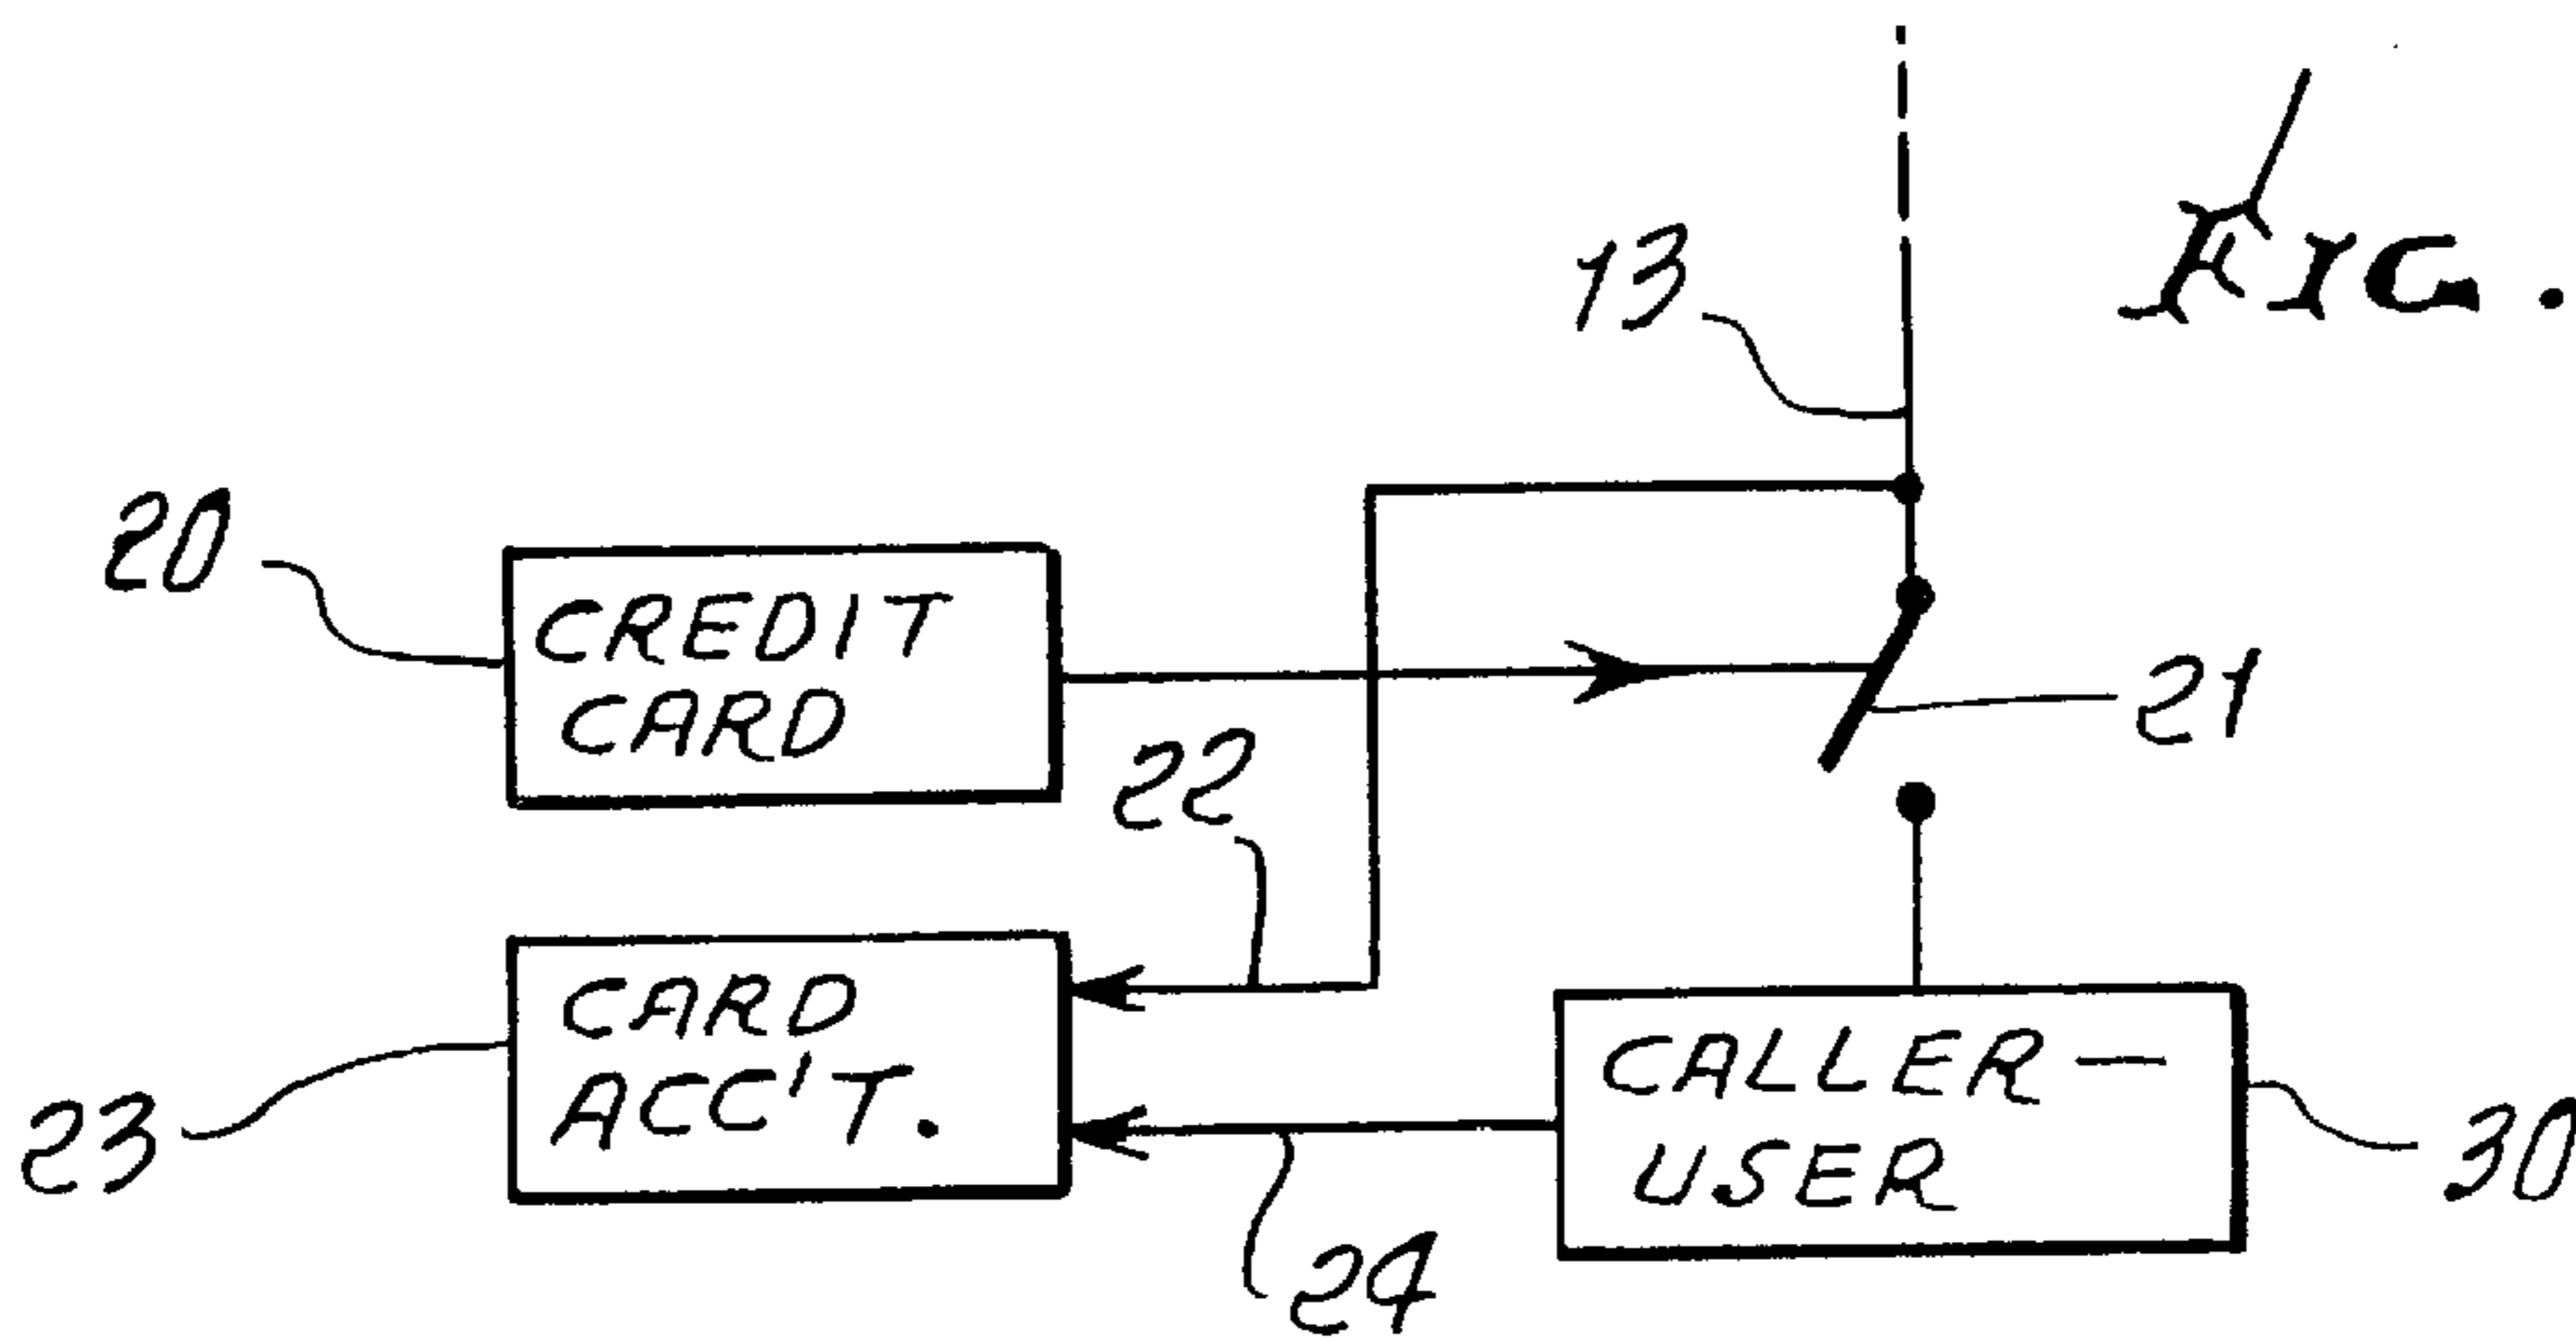 FIG.
13
20
CREDIT
CARD
21
22
CARD
ACC'T.
23
CALLER-
USER
30
24